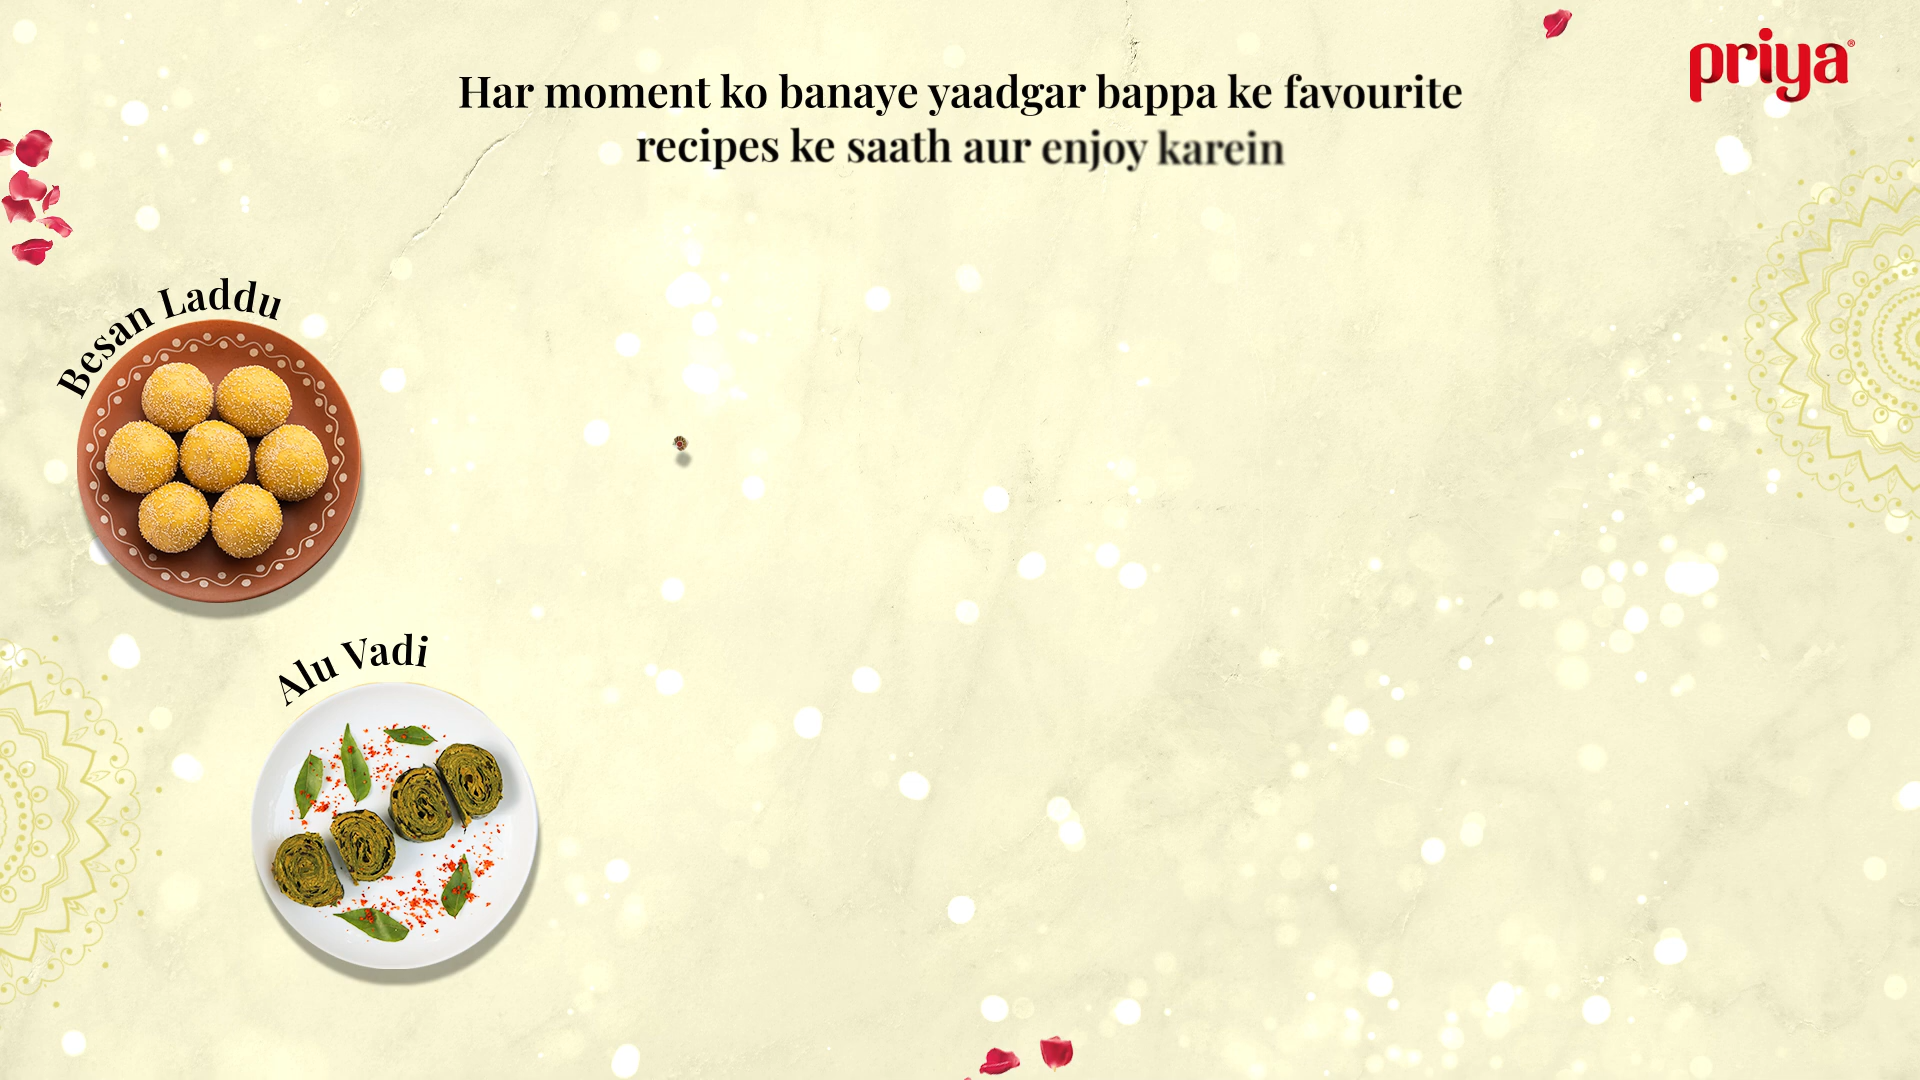 priya®
Har moment ko banaye yaadgar bappa ke favourite
recipes ke saath aur enjoy karein
Besan Laddu
Alu Vadi